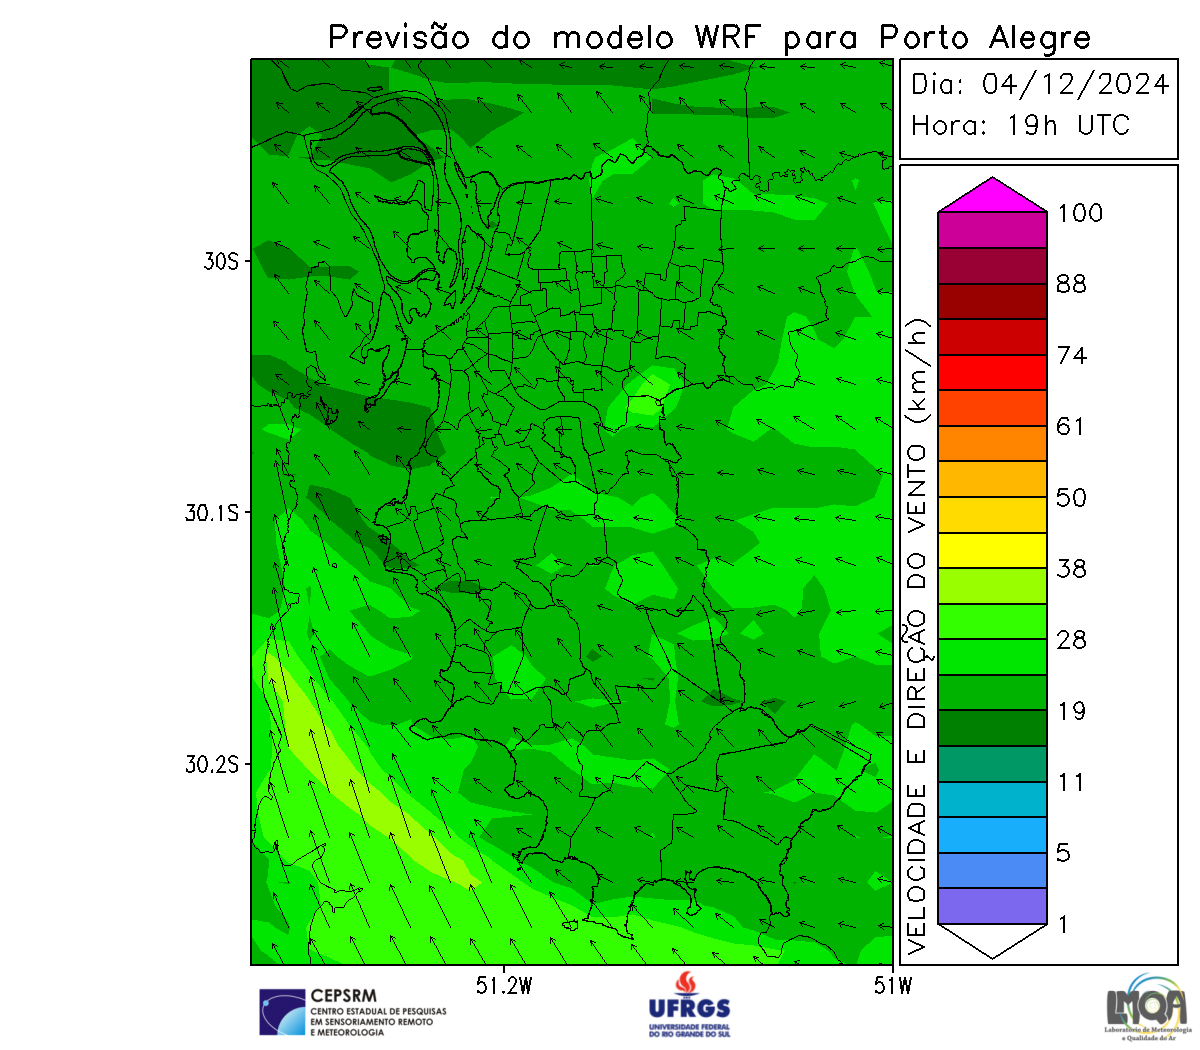 Previsão do modelo WRF para Porto Alegre
Dia: 04/12/2024
Hora: 19h UTC
30S
30.1S
30.2S
51.2W
51W
VELOCIDADE E DIREÇÃO DO VENTO (km/h)
100
88
74
61
50
38
28
19
11
5
1
CEPSRM
CENTRO ESTADUAL DE PESQUISAS
EM SENSORIAMENTO REMOTO
E METEOROLOGIA
UFRGS
UNIVERSIDADE FEDERAL
DO RIO GRANDE DO SUL
LMQA
Laboratório de Meteorologia
e Qualidade do Ar